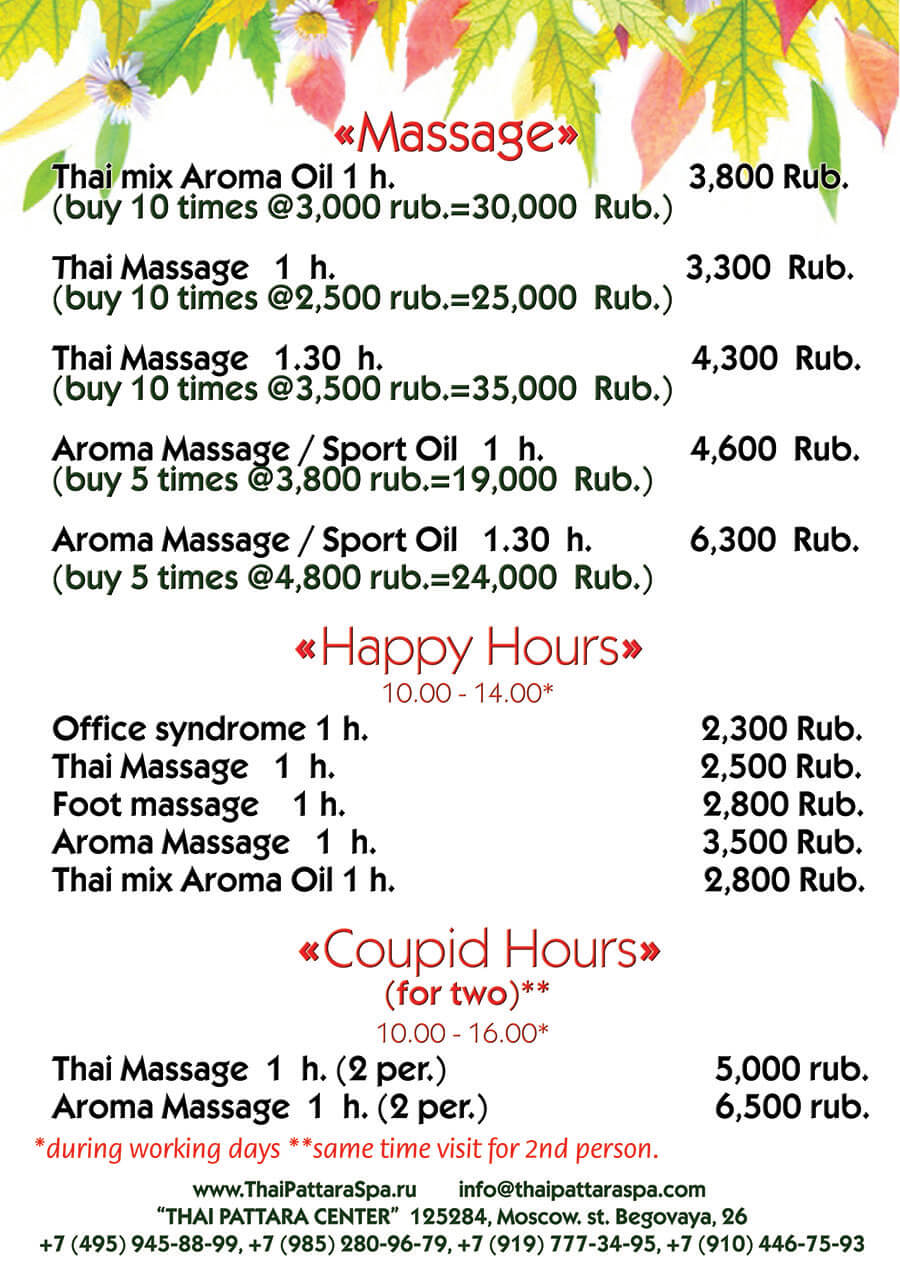 «Massage»
Thai mix Aroma Oil 1 h. 3,800 Rub.
(buy 10 times @3,000 rub.=30,000 Rub.)
Thai Massage 1 h. 3,300 Rub.
(buy 10 times @2,500 rub.=25,000 Rub.)
Thai Massage 1.30 h. 4,300 Rub.
(buy 10 times @3,500 rub.=35,000 Rub.)
Aroma Massage / Sport Oil 1 h. 4,600 Rub.
(buy 5 times @3,800 rub.=19,000 Rub.)
Aroma Massage / Sport Oil 1.30 h. 6,300 Rub.
(buy 5 times @4,800 rub.=24,000 Rub.)
«Happy Hours»
10.00 - 14.00*
Office syndrome 1 h. 2,300 Rub.
Thai Massage 1 h. 2,500 Rub.
Foot massage 1 h. 2,800 Rub.
Aroma Massage 1 h. 3,500 Rub.
Thai mix Aroma Oil 1 h. 2,800 Rub.
«Coupid Hours»
(for two)**
10.00 - 16.00*
Thai Massage 1 h. (2 per.) 5,000 rub.
Aroma Massage 1 h. (2 per.) 6,500 rub.
*during working days **same time visit for 2nd person.
www.ThaiPattaraSpa.ru info@thaipattaraspa.com
“THAI PATTARA CENTER” 125284, Moscow. st. Begovaya, 26
+7 (495) 945-88-99, +7 (985) 280-96-79, +7 (919) 777-34-95, +7 (910) 446-75-93